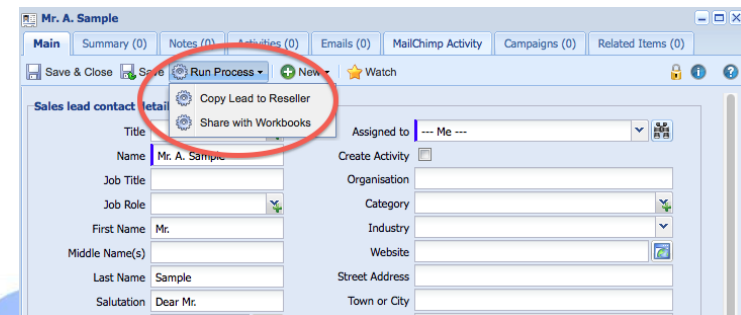 Mr. A. Sample
Main Summary (0) Notes (0) Activities (0) Emails (0) MailChimp Activity Campaigns (0) Related Items (0)
Save & Close Save Run Process New Watch
Copy Lead to Reseller
Share with Workbooks
Sales lead contact details
Title
Assigned to --- Me ---
Name Mr. A. Sample
Create Activity
Job Title
Organisation
Job Role
Category
First Name Mr.
Industry
Middle Name(s)
Website
Last Name Sample
Street Address
Salutation Dear Mr.
Town or City